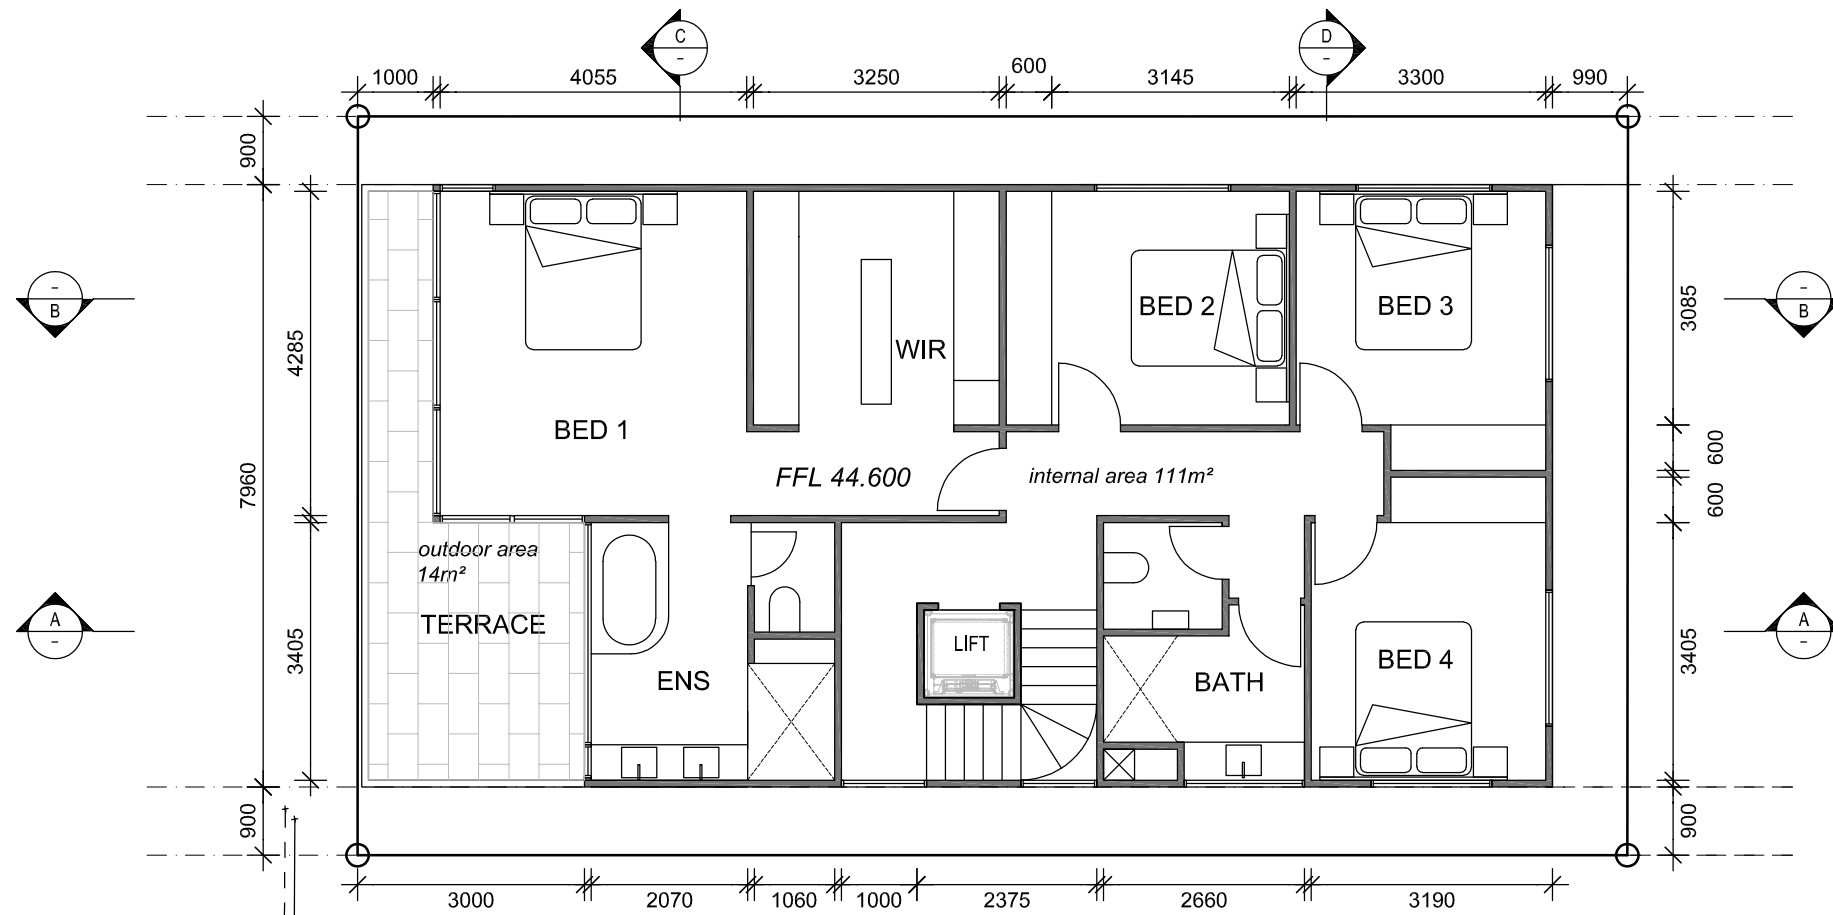 C
-
D
-
1000
4055
3250
600
3145
3300
990
900
4285
7960
3405
900
-
B
A
-
BED 1
WIR
BED 2
BED 3
FFL 44.600
internal area 111m²
outdoor area
14m²
TERRACE
ENS
LIFT
BATH
BED 4
3085
600
600
3405
900
-
B
A
-
3000
2070
1060
1000
2375
2660
3190